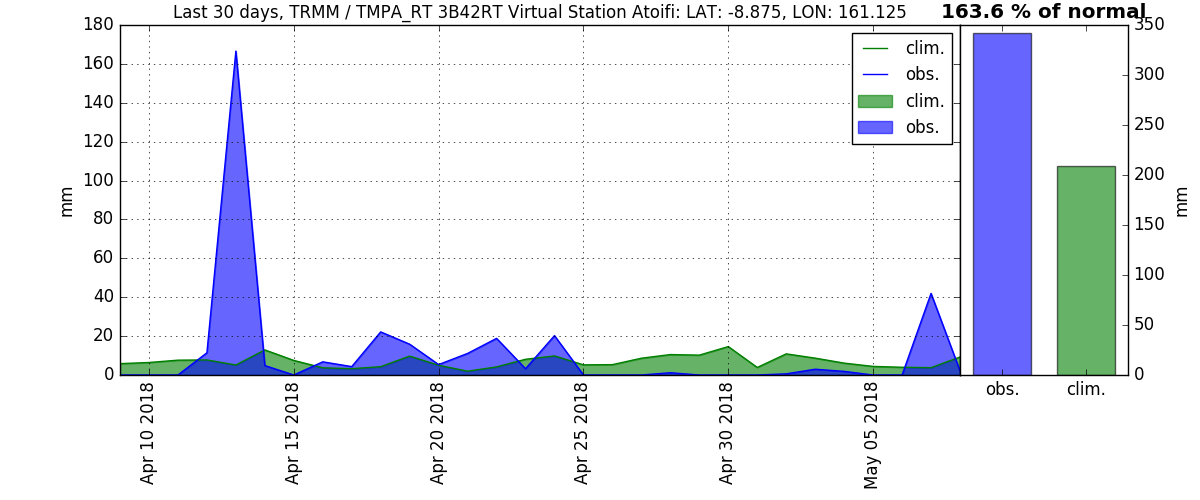 Last 30 days, TRMM / TMPA_RT 3B42RT Virtual Station Atoifi: LAT: -8.875, LON: 161.125
163.6 % of normal
180
160
140
120
100
80
60
40
20
0
mm
clim.
obs.
clim.
obs.
Apr 10 2018
Apr 15 2018
Apr 20 2018
Apr 25 2018
Apr 30 2018
May 05 2018
350
300
250
200
150
100
50
0
mm
obs.
clim.